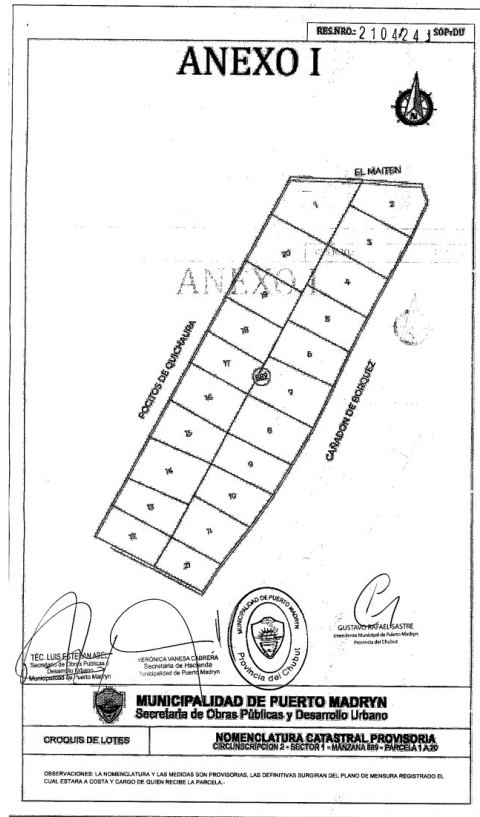 RES.NRO.: 2104/24 SOP-DU
ANEXO I
N
EL MAITEN
1
2
20
3
ANEXO I
19
4
18
5
17
6
889
16
7
15
8
14
9
13
10
12
11
21
POCITOS DE QUICHAURA
CAÑADON DE BORQUEZ
MUNICIPALIDAD DE PUERTO MADRYN
Provincia del Chubut
TÉC. LUIS ESTEBAN ABEL
Secretario de Obras Públicas y
Desarrollo Urbano
Municipalidad de Puerto Madryn
VERÓNICA VANESA CABRERA
Secretaria de Hacienda
Municipalidad de Puerto Madryn
GUSTAVO RAFAEL SASTRE
Intendente Municipal de Puerto Madryn
Provincia del Chubut
MUNICIPALIDAD DE PUERTO MADRYN
Secretaria de Obras Públicas y Desarrollo Urbano
CROQUIS DE LOTES
NOMENCLATURA CATASTRAL PROVISORIA
CIRCUNSCRIPCION 2 - SECTOR 1 - MANZANA 889 - PARCELA 1 A 20
OBSERVACIONES: LA NOMENCLATURA Y LAS MEDIDAS SON PROVISORIAS, LAS DEFINITIVAS SURGIRAN DEL PLANO DE MENSURA REGISTRADO EL
CUAL ESTARA A COSTA Y CARGO DE QUIEN RECIBE LA PARCELA.-